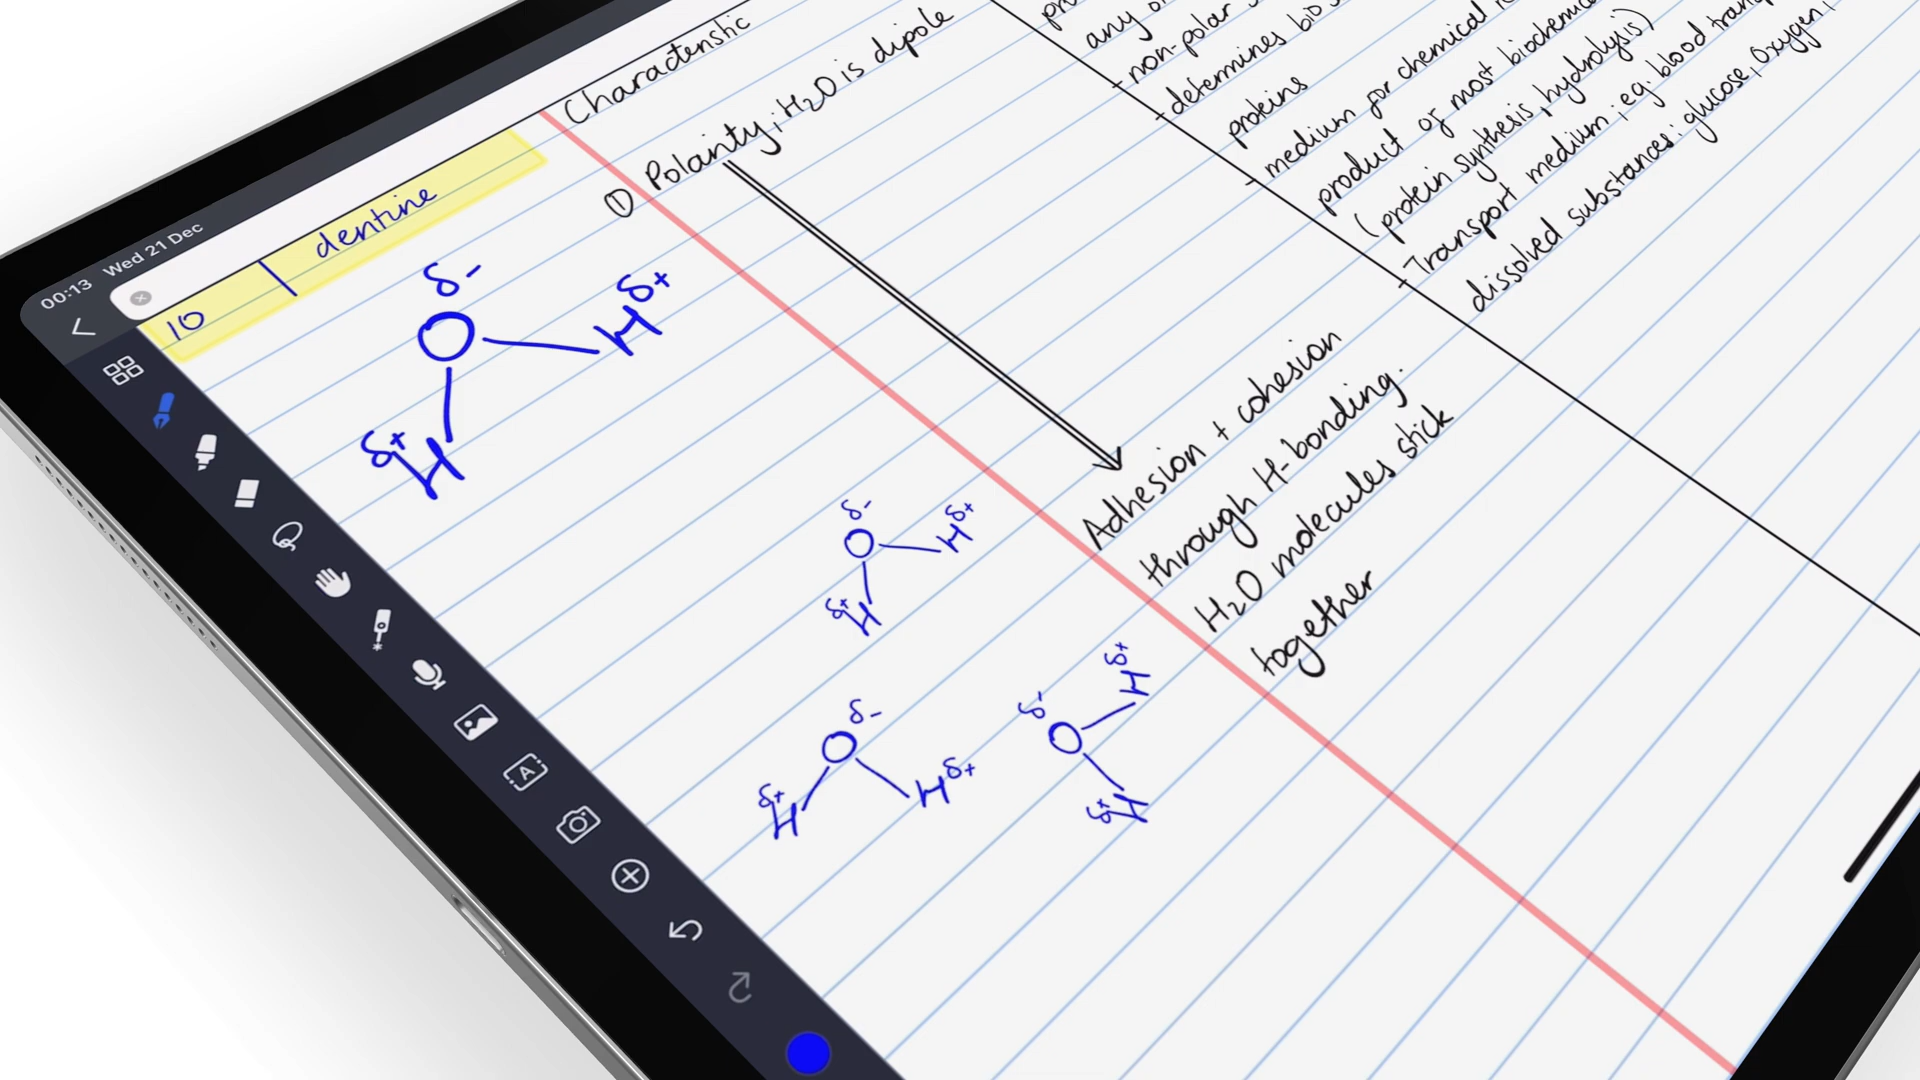 00:13 Wed 21 Dec
10 dentine
Characteristic
① Polarity; H2O is dipole
δ-
O
H δ+
δ+ H
Adhesion + cohesion
through H-bonding.
H2O molecules stick
together
δ-
O
H δ+
δ+ H
δ-
O
δ+ H
H δ+
δ-
O
H δ+
δ+ H
any
- non-polar
- determines bio
proteins
- medium for chemical
product of most
(protein synthesis, hydrolysis)
- Transport medium, eg. blood
dissolved substances: glucose, oxygen,
A